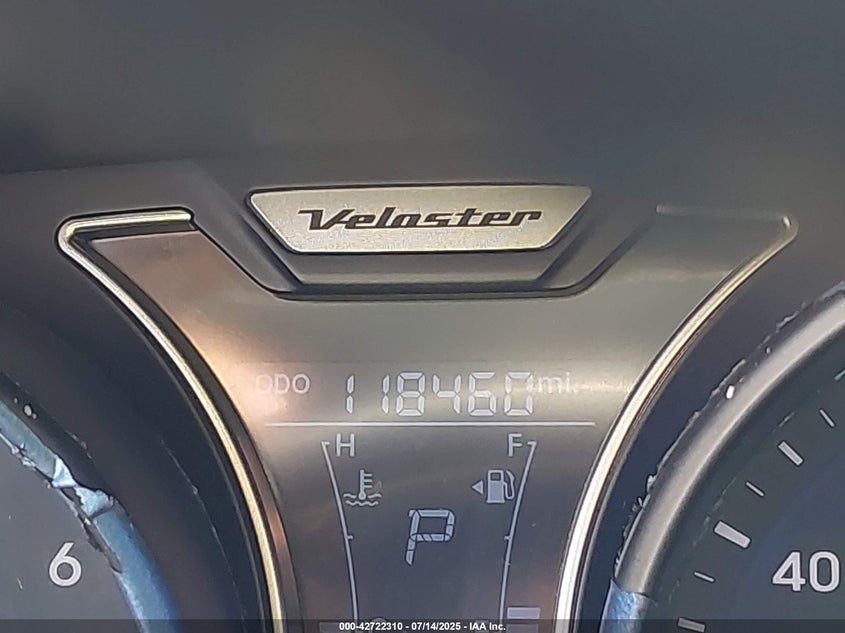 Veloster
ODO 118460 mi.
H F
P
6 40
000-42722310 - 07/14/2025 - IAA Inc.